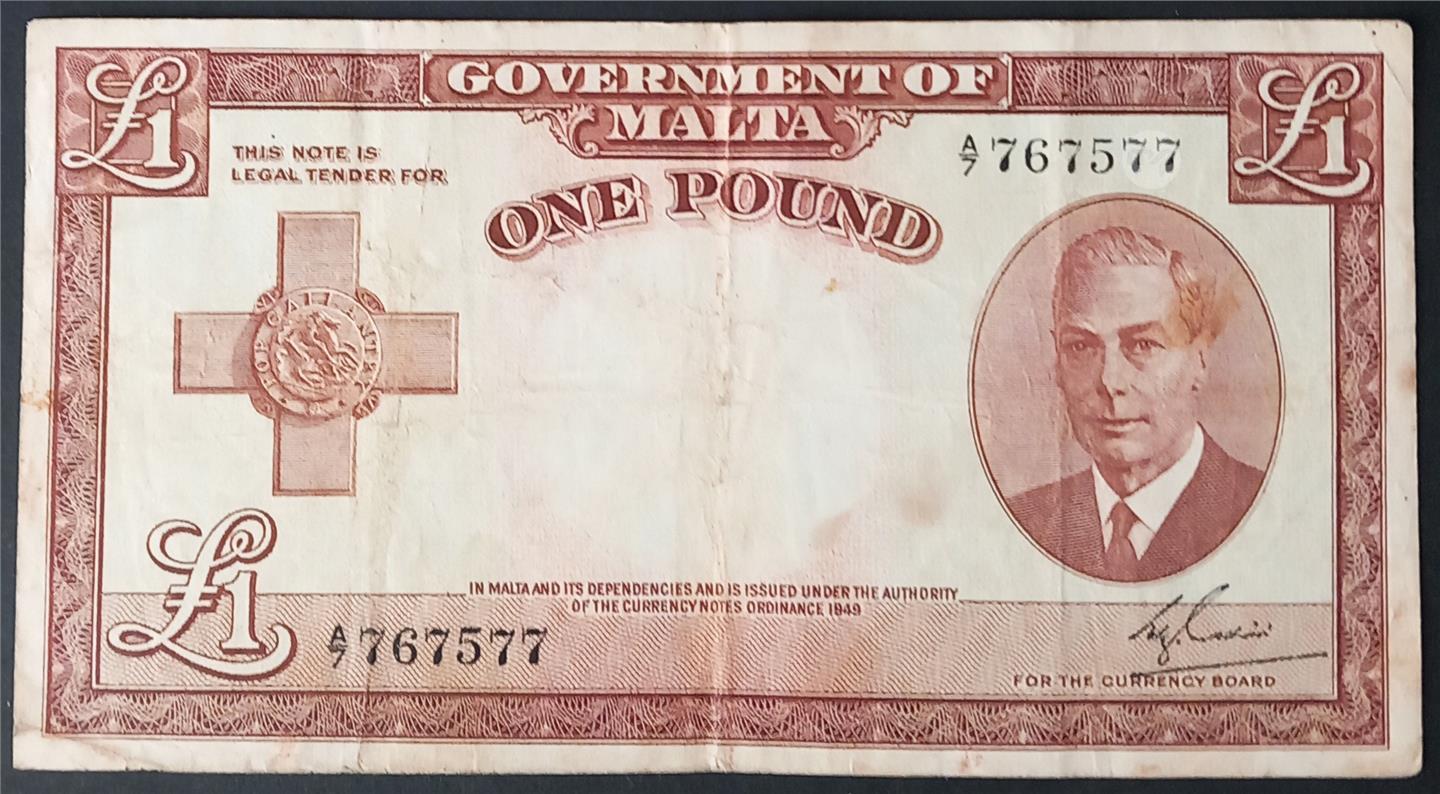 £1
GOVERNMENT OF
MALTA
£1
THIS NOTE IS
LEGAL TENDER FOR
A/7 767577
ONE POUND
FOR GALLANTRY
IN MALTA AND ITS DEPENDENCIES AND IS ISSUED UNDER THE AUTHORITY
OF THE CURRENCY NOTES ORDINANCE 1949
£1
A/7 767577
FOR THE CURRENCY BOARD